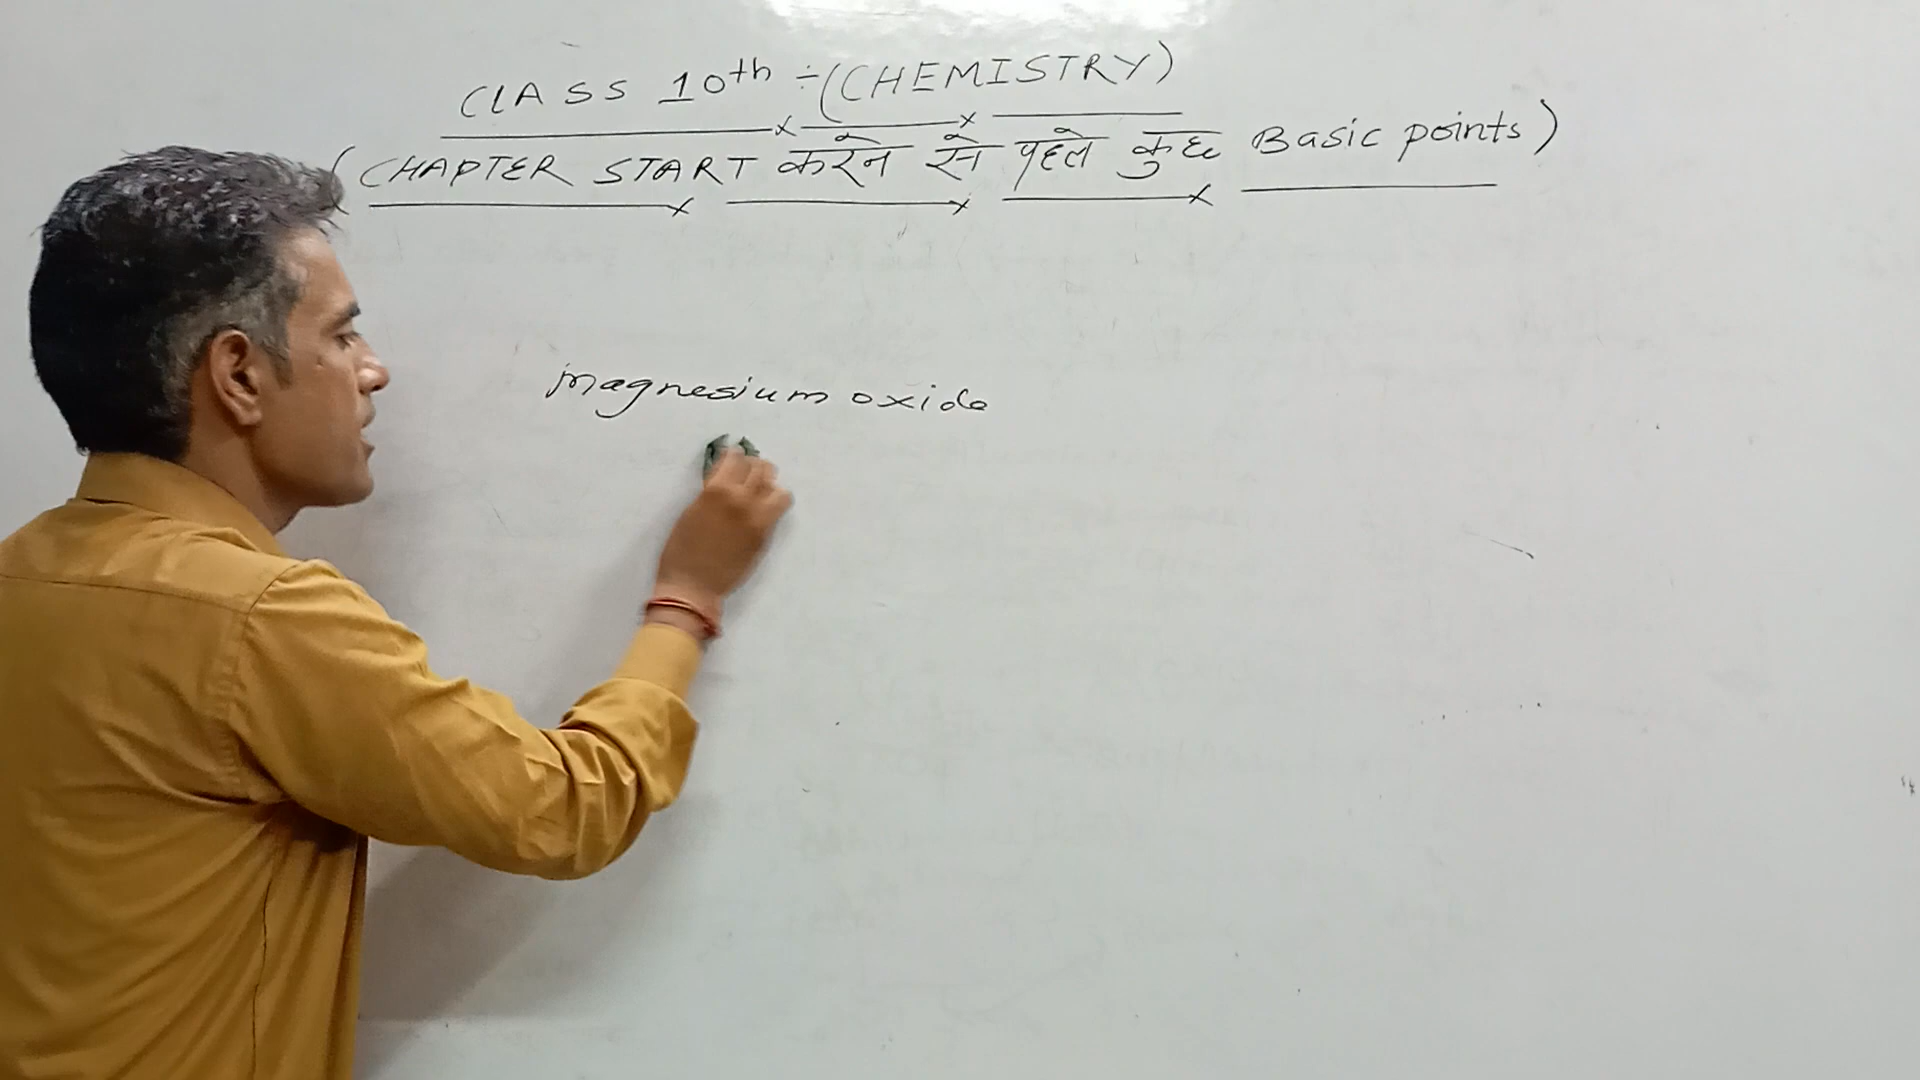 CLASS 10th ÷ (CHEMISTRY)
(CHAPTER START करने से पहले कुछ Basic points)
magnesium oxide